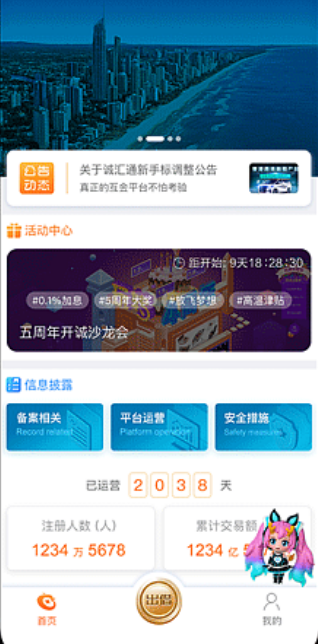 公告
动态
关于诚汇通新手标调整公告
真正的互金平台不怕考验
活动中心
距开始: 9天18:28:30
#0.1%加息 #5周年大奖 #放飞梦想 #高温津贴
五周年开诚沙龙会
信息披露
备案相关 平台运营 安全措施
Record related Platform operation Safety measures
已运营 2 0 3 8 天
注册人数 (人) 累计交易额
1234 万 5678 1234 亿 5
出借
首页 我的